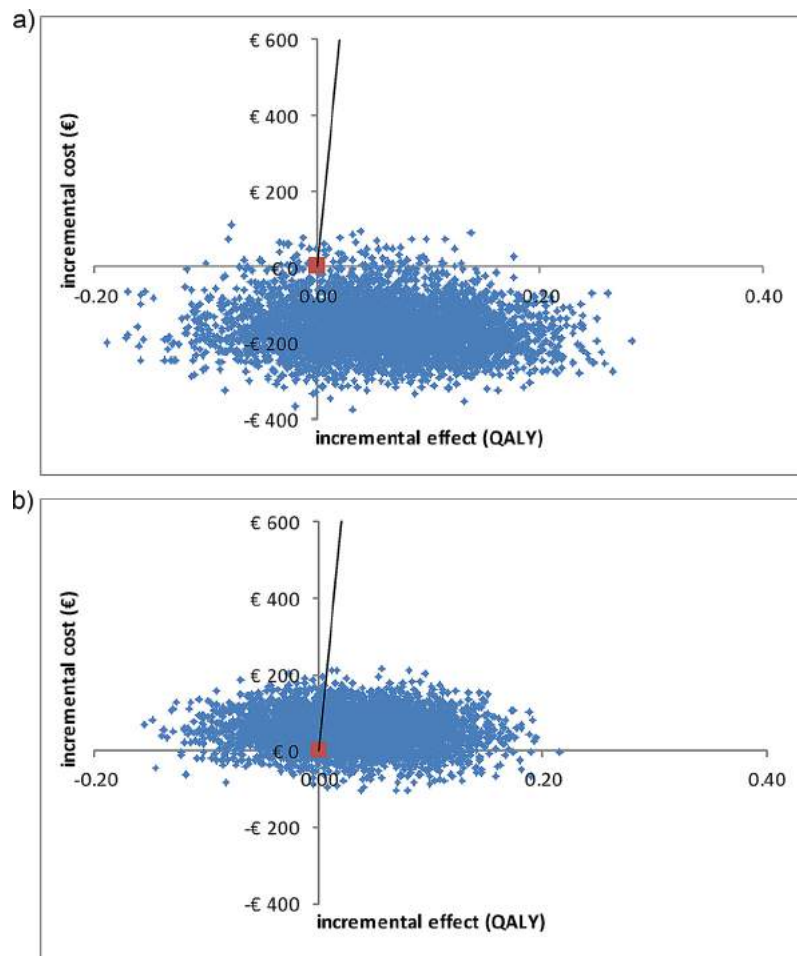 a)
€ 600
€ 400
€ 200
€ 0
-0.20 0.00 0.20 0.40
-€ 200
-€ 400
incremental cost (€)
incremental effect (QALY)
b)
€ 600
€ 400
€ 200
€ 0
-0.20 0.00 0.20 0.40
-€ 200
-€ 400
incremental cost (€)
incremental effect (QALY)